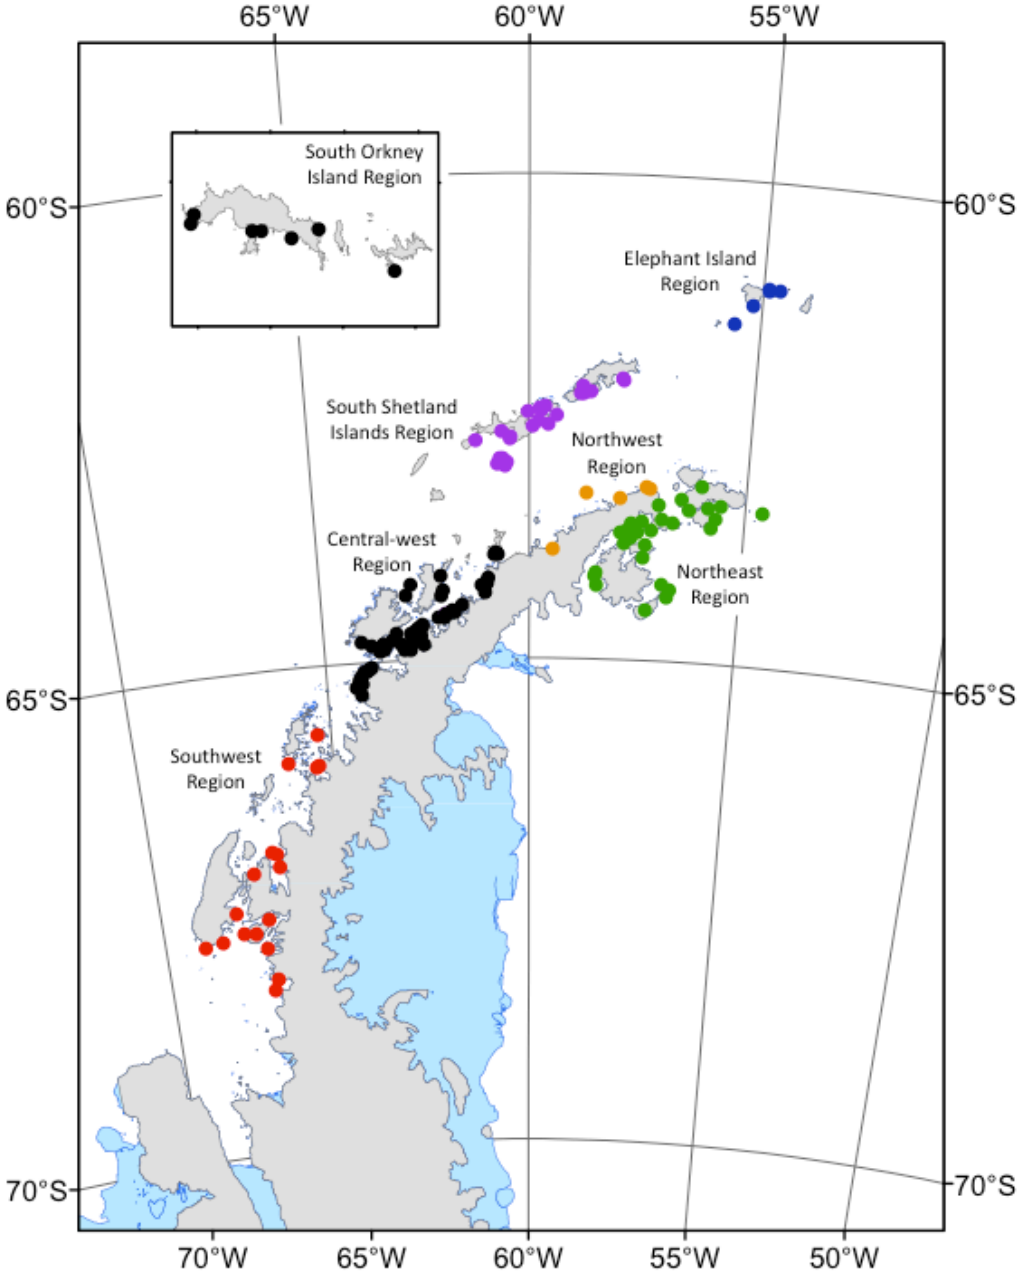 65°W
60°W
55°W
South Orkney
Island Region
60°S
60°S
Elephant Island
Region
South Shetland
Islands Region
Northwest
Region
Central-west
Region
Northeast
Region
65°S
65°S
Southwest
Region
70°S
70°S
70°W
65°W
60°W
55°W
50°W